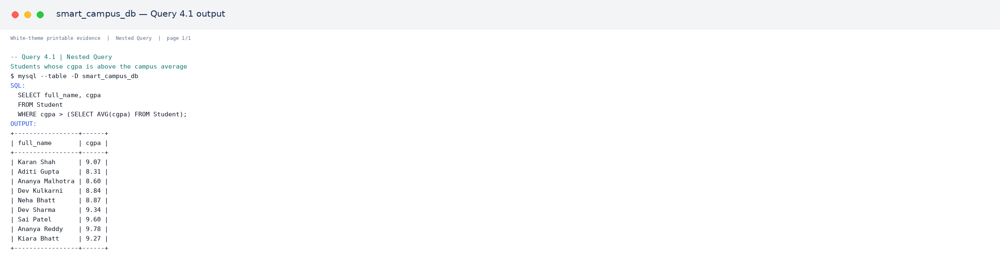 smart_campus_db — Query 4.1 output
White-theme printable evidence  |  Nested Query  |  page 1/1
-- Query 4.1 | Nested Query
Students whose cgpa is above the campus average
$ mysql --table -D smart_campus_db
SQL:
  SELECT full_name, cgpa
  FROM Student
  WHERE cgpa > (SELECT AVG(cgpa) FROM Student);
OUTPUT:
+-----------------+------+
| full_name       | cgpa |
+-----------------+------+
| Karan Shah      | 9.07 |
| Aditi Gupta     | 8.31 |
| Ananya Malhotra | 8.60 |
| Dev Kulkarni    | 8.84 |
| Neha Bhatt      | 8.87 |
| Dev Sharma      | 9.34 |
| Sai Patel       | 9.60 |
| Ananya Reddy    | 9.78 |
| Kiara Bhatt     | 9.27 |
+-----------------+------+